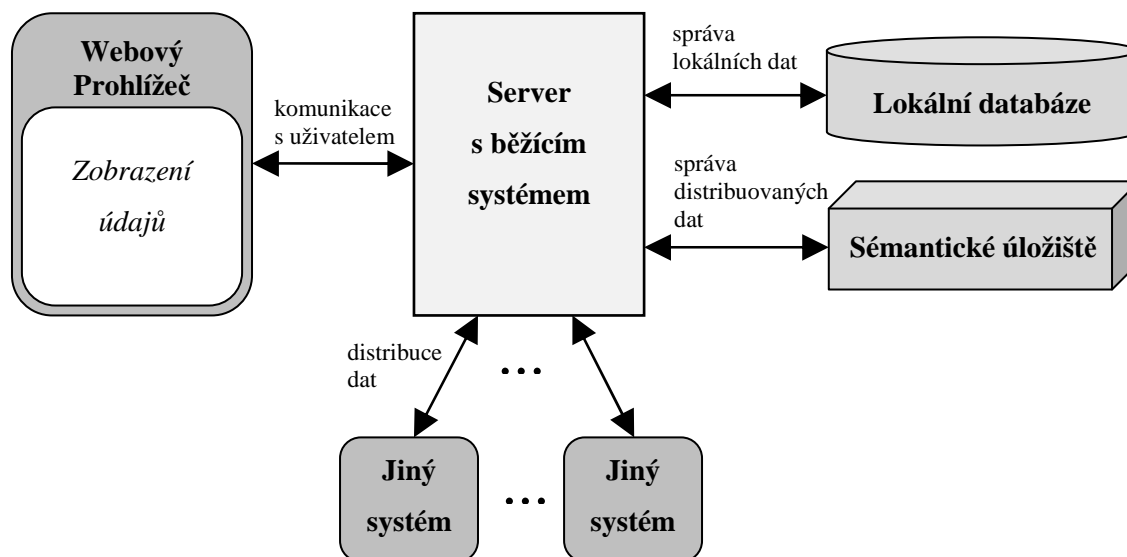 Webový
Prohlížeč
Zobrazení
údajů
komunikace
s uživatelem
Server
s běžícím
systémem
správa
lokálních dat
Lokální databáze
správa
distribuovaných
dat
Sémantické úložiště
distribuce
dat
...
Jiný
systém
...
Jiný
systém